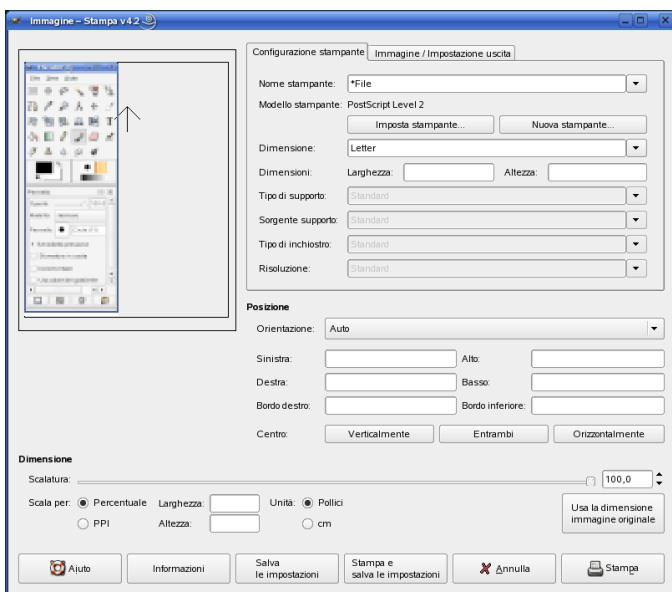 Immagine – Stampa v4.2
Configurazione stampante
Immagine / Impostazione uscita
Nome stampante: *File
Modello stampante: PostScript Level 2
Imposta stampante...
Nuova stampante...
Dimensione: Letter
Dimensioni: Larghezza: Altezza:
Tipo di supporto: Standard
Sorgente supporto: Standard
Tipo di inchiostro: Standard
Risoluzione: Standard
Posizione
Orientazione: Auto
Sinistra: Alto:
Destra: Basso:
Bordo destro: Bordo inferiore:
Centro: Verticalmente Entrambi Orizzontalmente
Dimensione
Scalatura: 100,0
Scala per: Percentuale Larghezza: Unità: Pollici
PPI Altezza: cm
Usa la dimensione
immagine originale
Aiuto
Informazioni
Salva
le impostazioni
Stampa e
salva le impostazioni
Annulla
Stampa